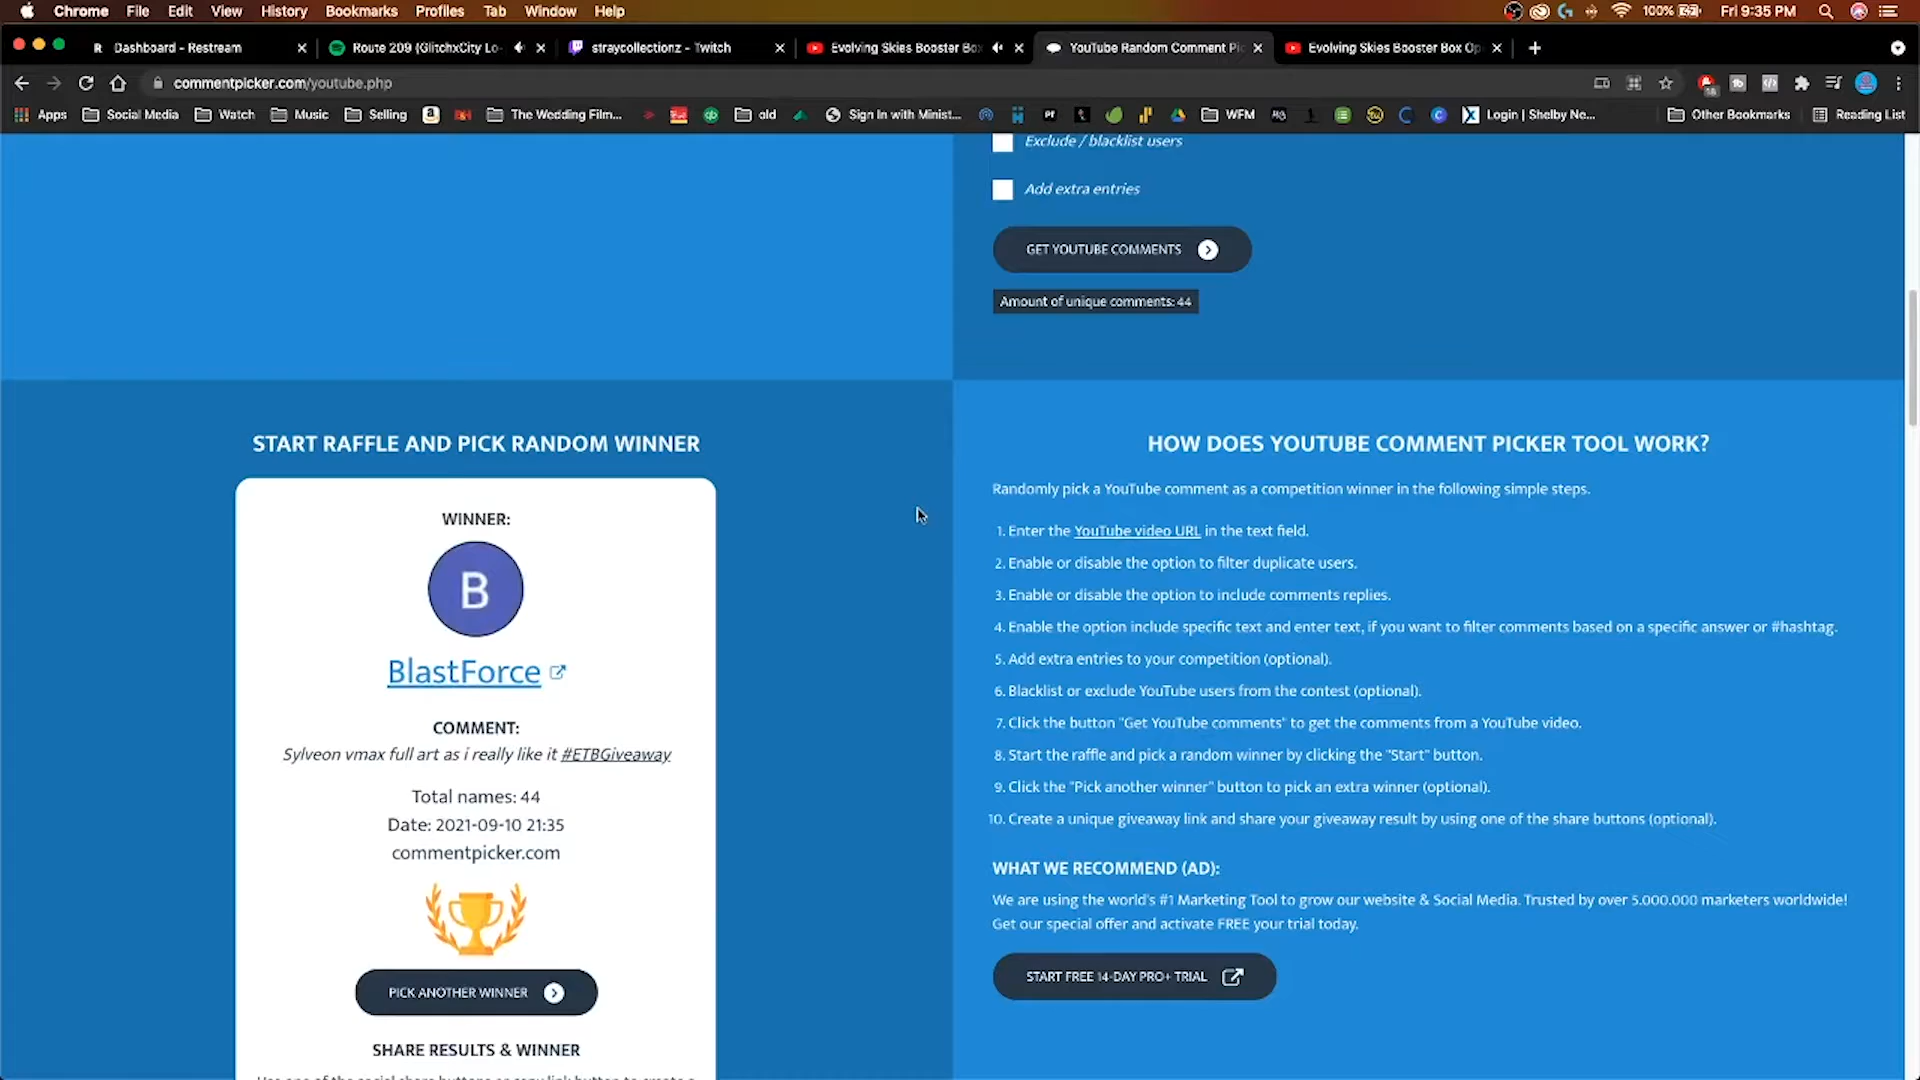 Chrome File Edit View History Bookmarks Profiles Tab Window Help 100% Fri 9:35 PM
Dashboard - Restream Route 209 (GlitchxCity Lo- straycollectionz - Twitch Evolving Skies Booster Box YouTube Random Comment Pi Evolving Skies Booster Box Op
commentpicker.com/youtube.php
Apps Social Media Watch Music Selling The Wedding Film... old Sign In with Minist... WFM Login | Shelby Ne... Other Bookmarks Reading List
Exclude / blacklist users
Add extra entries
GET YOUTUBE COMMENTS
Amount of unique comments: 44
START RAFFLE AND PICK RANDOM WINNER
WINNER:
B
BlastForce
COMMENT:
Sylveon vmax full art as i really like it #ETBGiveaway
Total names: 44
Date: 2021-09-10 21:35
commentpicker.com
PICK ANOTHER WINNER
SHARE RESULTS & WINNER
HOW DOES YOUTUBE COMMENT PICKER TOOL WORK?
Randomly pick a YouTube comment as a competition winner in the following simple steps.
1. Enter the YouTube video URL in the text field.
2. Enable or disable the option to filter duplicate users.
3. Enable or disable the option to include comments replies.
4. Enable the option include specific text and enter text, if you want to filter comments based on a specific answer or #hashtag.
5. Add extra entries to your competition (optional).
6. Blacklist or exclude YouTube users from the contest (optional).
7. Click the button "Get YouTube comments" to get the comments from a YouTube video.
8. Start the raffle and pick a random winner by clicking the "Start" button.
9. Click the "Pick another winner" button to pick an extra winner (optional).
10. Create a unique giveaway link and share your giveaway result by using one of the share buttons (optional).
WHAT WE RECOMMEND (AD):
We are using the world's #1 Marketing Tool to grow our website & Social Media. Trusted by over 5.000.000 marketers worldwide!
Get our special offer and activate FREE your trial today.
START FREE 14-DAY PRO+ TRIAL